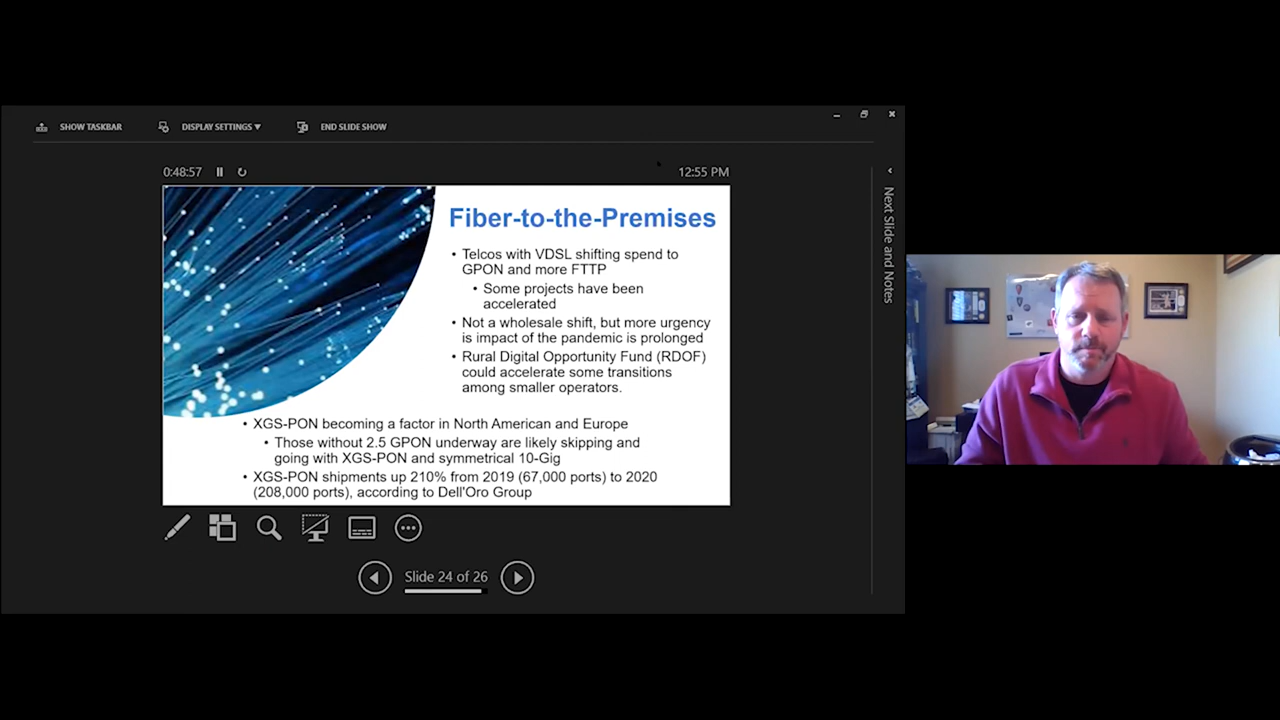 SHOW TASKBAR
DISPLAY SETTINGS
END SLIDE SHOW
0:48:57
12:55 PM
Next Slide and Notes
Fiber-to-the-Premises
• Telcos with VDSL shifting spend to
GPON and more FTTP
• Some projects have been
accelerated
• Not a wholesale shift, but more urgency
is impact of the pandemic is prolonged
• Rural Digital Opportunity Fund (RDOF)
could accelerate some transitions
among smaller operators.
• XGS-PON becoming a factor in North American and Europe
• Those without 2.5 GPON underway are likely skipping and
going with XGS-PON and symmetrical 10-Gig
• XGS-PON shipments up 210% from 2019 (67,000 ports) to 2020
(208,000 ports), according to Dell'Oro Group
Slide 24 of 26